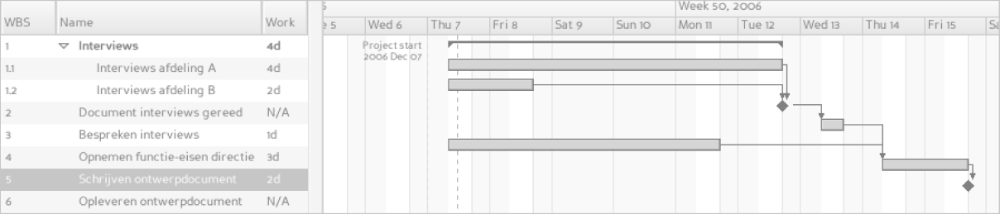 Week 50, 2006
WBS Name Work
5 Wed 6 Thu 7 Fri 8 Sat 9 Sun 10 Mon 11 Tue 12 Wed 13 Thu 14 Fri 15 Sa
Project start
2006 Dec 07
1 Interviews 4d
1.1 Interviews afdeling A 4d
1.2 Interviews afdeling B 2d
2 Document interviews gereed N/A
3 Bespreken interviews 1d
4 Opnemen functie-eisen directie 3d
5 Schrijven ontwerpdocument 2d
6 Opleveren ontwerpdocument N/A